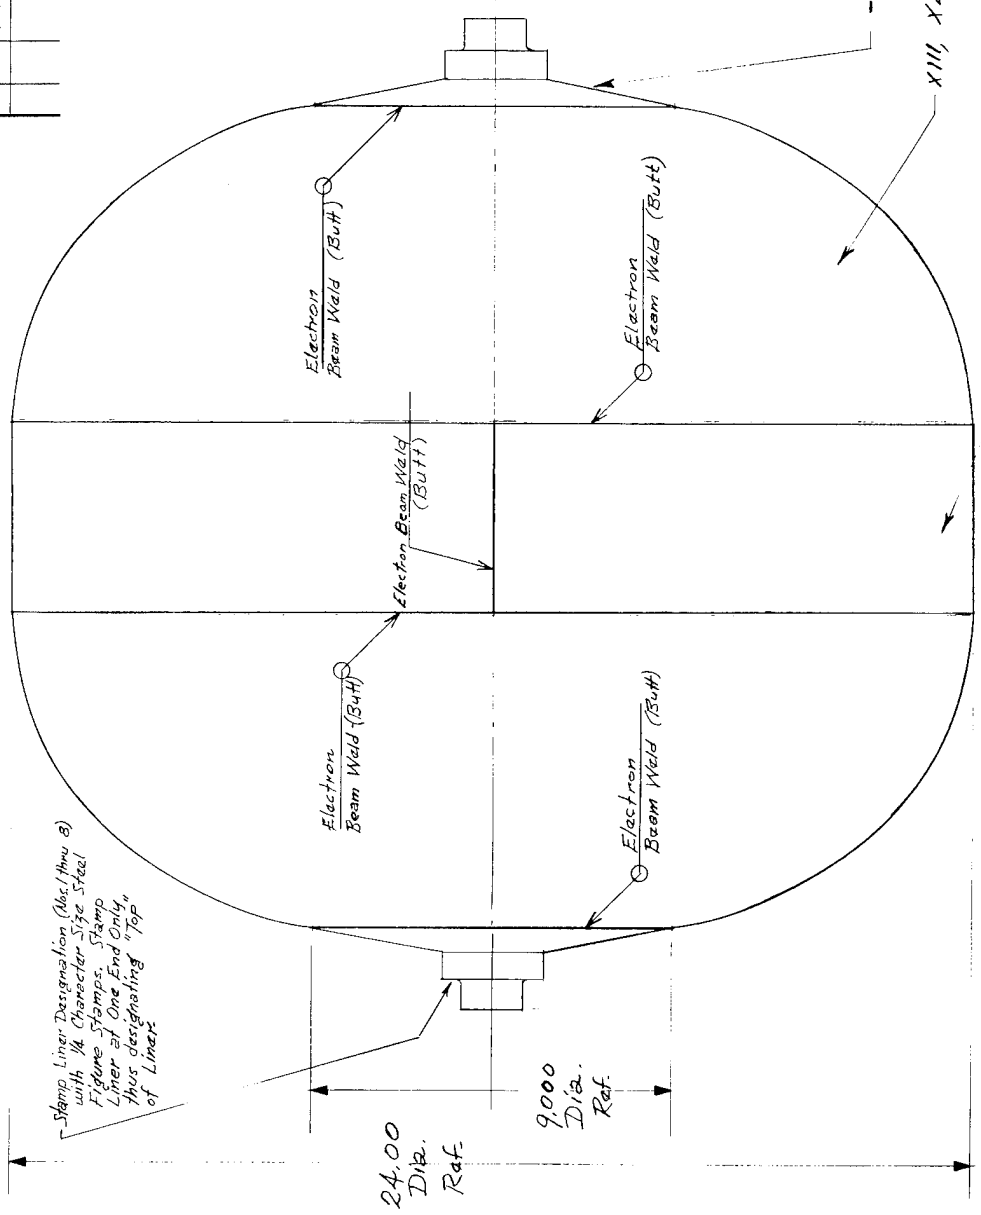 Stamp Liner Designation (Nos. 1 thru 8)
with 1/4 Character Size Steel
Figure Stamps. Stamp
Liner at One End Only,
thus designating "Top"
of Liner.
Electron
Beam Weld (Butt)
Electron
Beam Weld (Butt)
Electron Beam Weld
(Butt)
Electron
Beam Weld (Butt)
Electron
Beam Weld (Butt)
24.00
Dia.
Ref.
9.000
Dia.
Ref.
XIII,